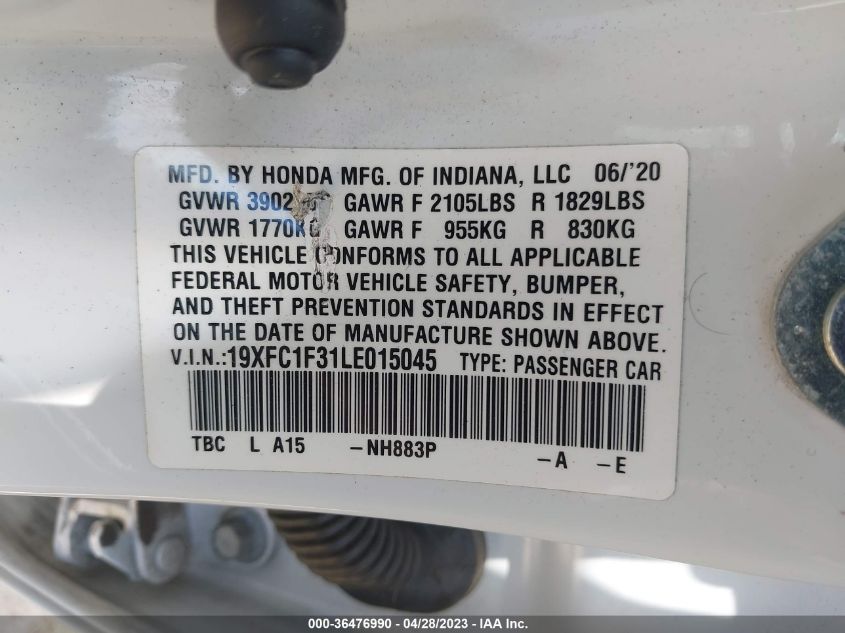 MFD. BY HONDA MFG. OF INDIANA, LLC 06/'20
GVWR 3902 GAWR F 2105LBS R 1829LBS
GVWR 1770KG GAWR F 955KG R 830KG
THIS VEHICLE CONFORMS TO ALL APPLICABLE
FEDERAL MOTOR VEHICLE SAFETY, BUMPER,
AND THEFT PREVENTION STANDARDS IN EFFECT
ON THE DATE OF MANUFACTURE SHOWN ABOVE.
V.I.N.:19XFC1F31LE015045 TYPE: PASSENGER CAR
TBC L A15 -NH883P -A -E
000-36476990 / 04/28/2023 - IAA Inc.